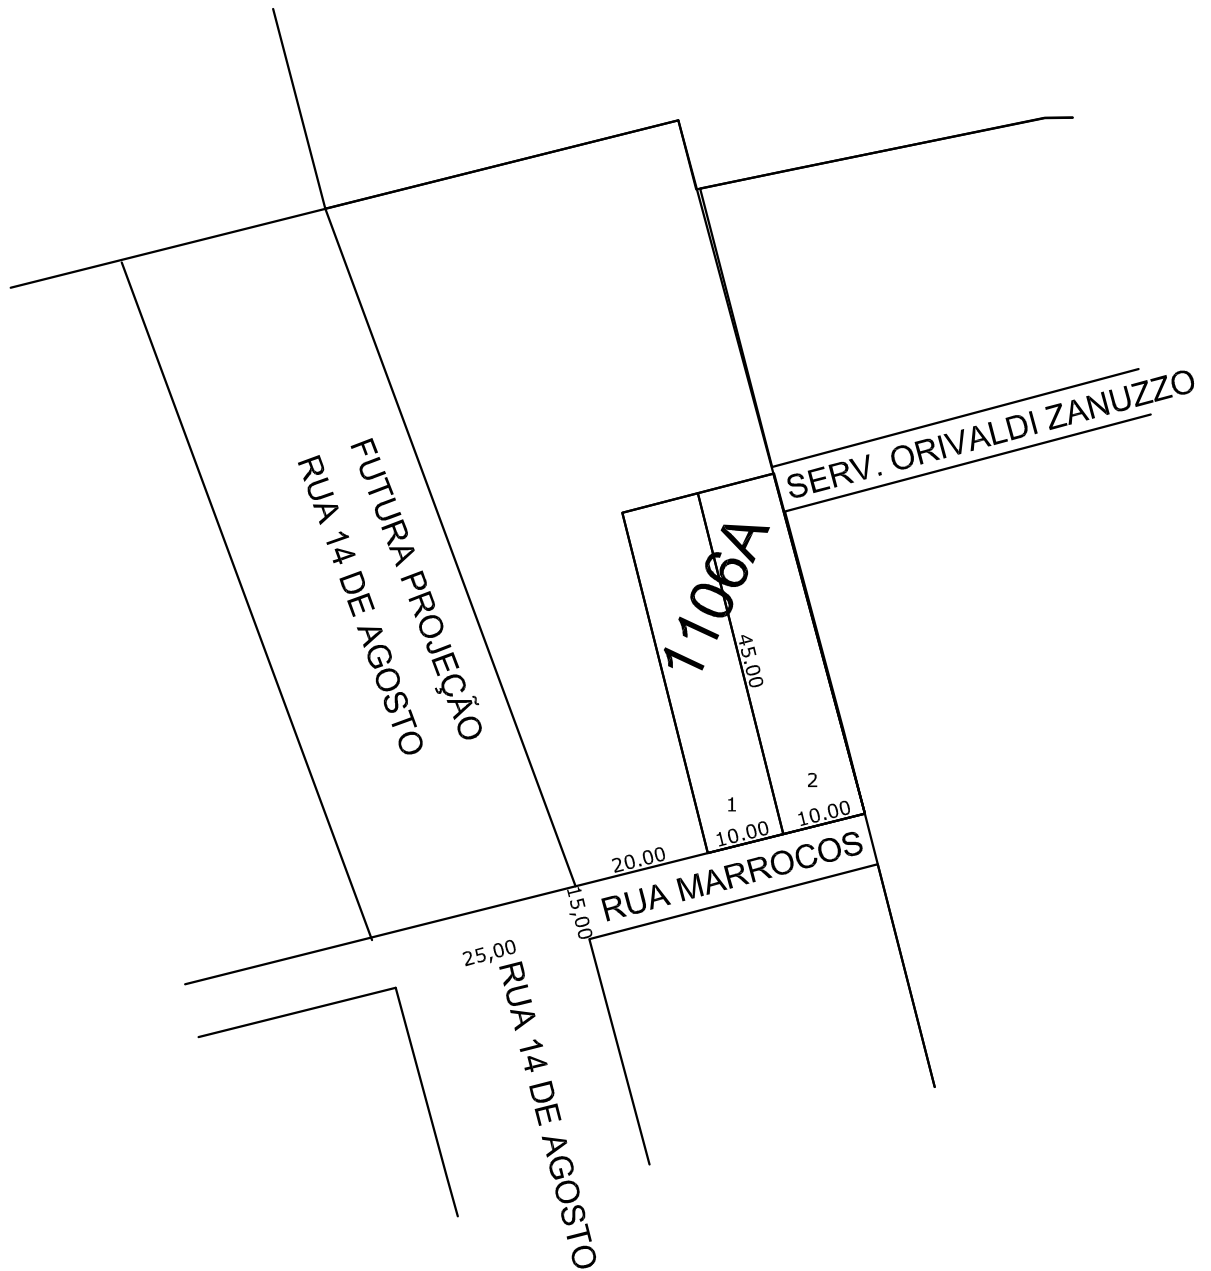 SERV. ORIVALDI ZANUZZO
FUTURA PROJEÇÃO
RUA 14 DE AGOSTO
1106A
45.00
1
2
10.00
10.00
20.00
RUA MARROCOS
15,00
25,00
RUA 14 DE AGOSTO